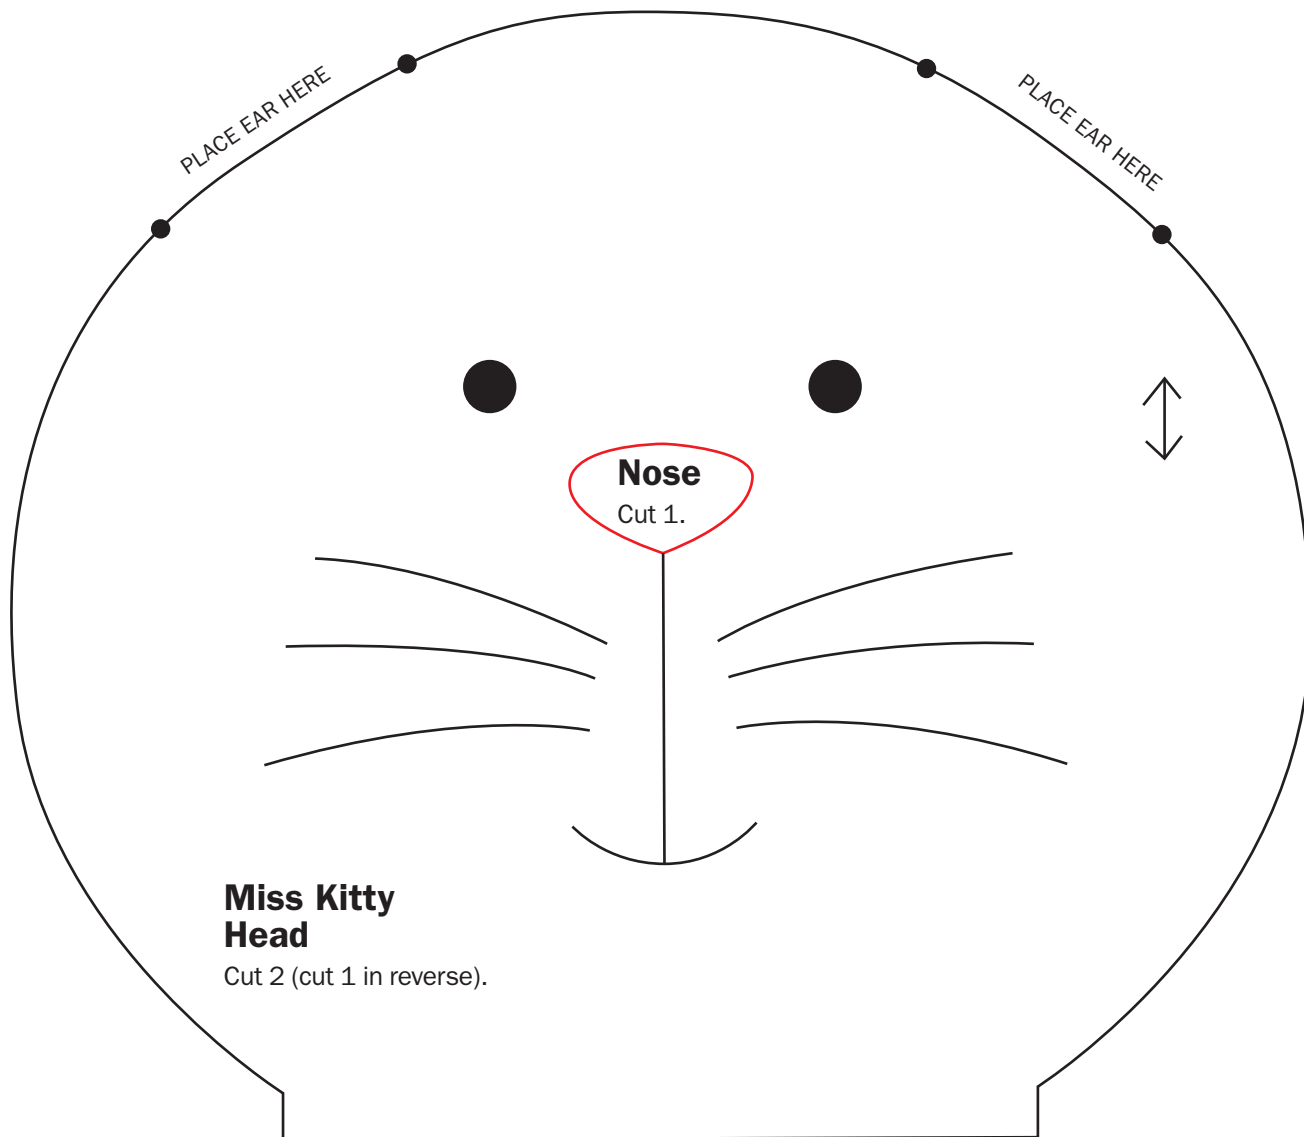 PLACE EAR HERE
PLACE EAR HERE
Nose
Cut 1.
Miss Kitty
Head
Cut 2 (cut 1 in reverse).